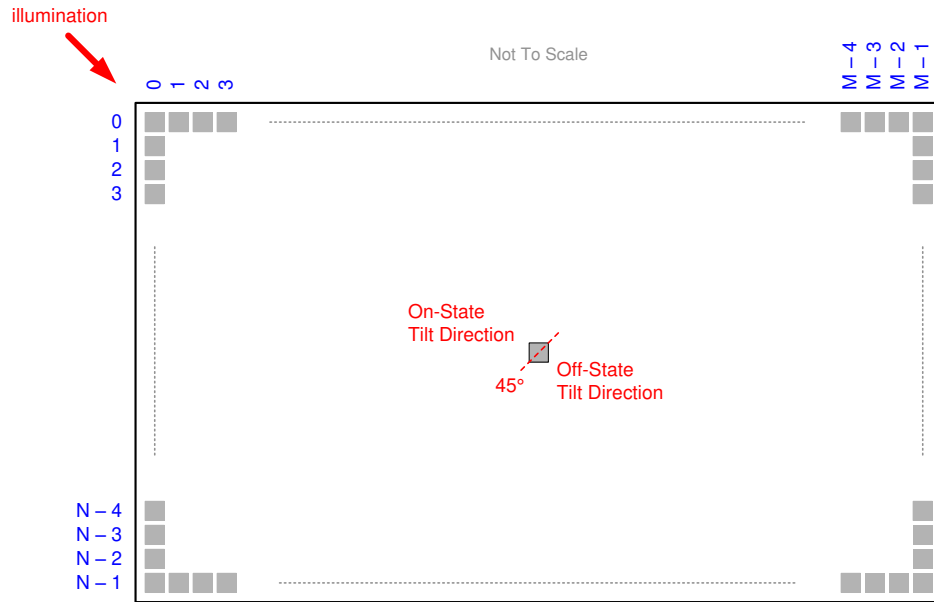 illumination
Not To Scale
0
1
2
3
M – 4
M – 3
M – 2
M – 1
0
1
2
3
On-State
Tilt Direction
Off-State
Tilt Direction
45°
N – 4
N – 3
N – 2
N – 1